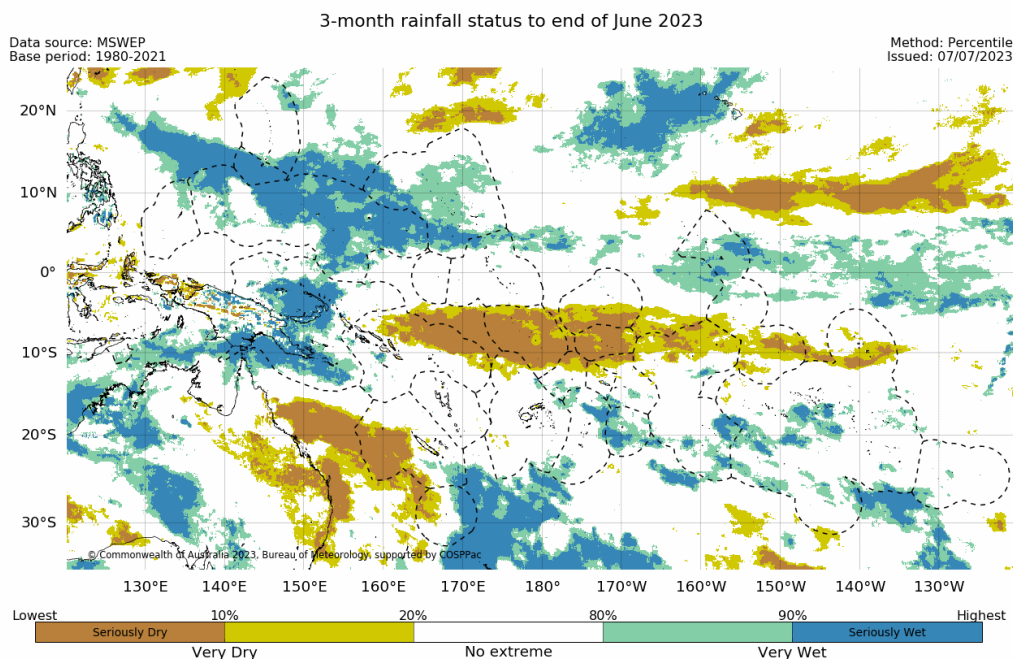 3-month rainfall status to end of June 2023
Data source: MSWEP
Base period: 1980-2021
Method: Percentile
Issued: 07/07/2023
20°N
10°N
0°
10°S
20°S
30°S
© Commonwealth of Australia 2023, Bureau of Meteorology, supported by COSPPac
130°E 140°E 150°E 160°E 170°E 180° 170°W 160°W 150°W 140°W 130°W
Lowest 10% 20% 80% 90% Highest
Seriously Dry Seriously Wet
Very Dry No extreme Very Wet